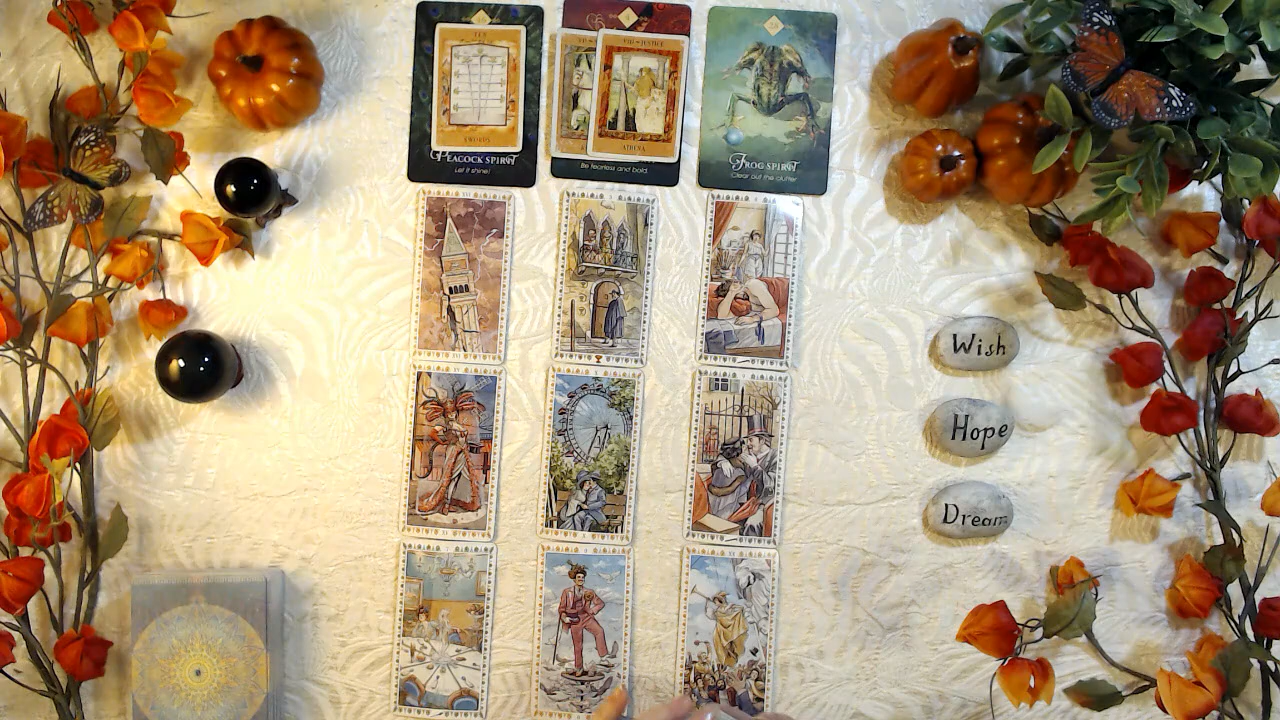 TEN
SWORDS
PEACOCK SPIRIT
Let it shine!
VIII - JUSTICE
ATHENA
Be fearless and bold.
FROG SPIRIT
Clear out the clutter.
Wish
Hope
Dream